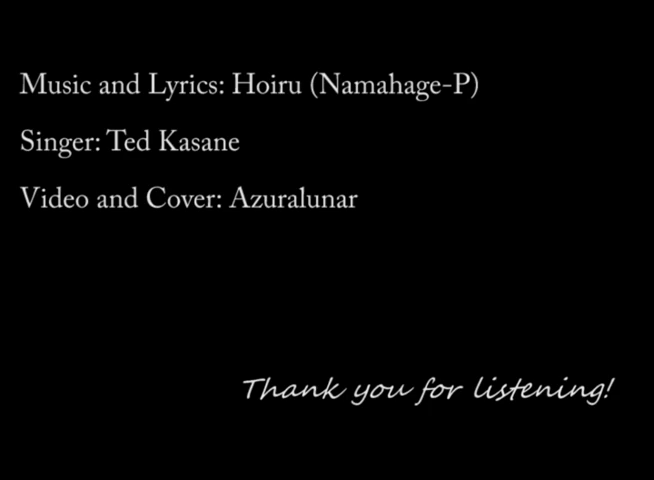 Music and Lyrics: Hoiru (Namahage-P)
Singer: Ted Kasane
Video and Cover: Azuralunar
Thank you for listening!